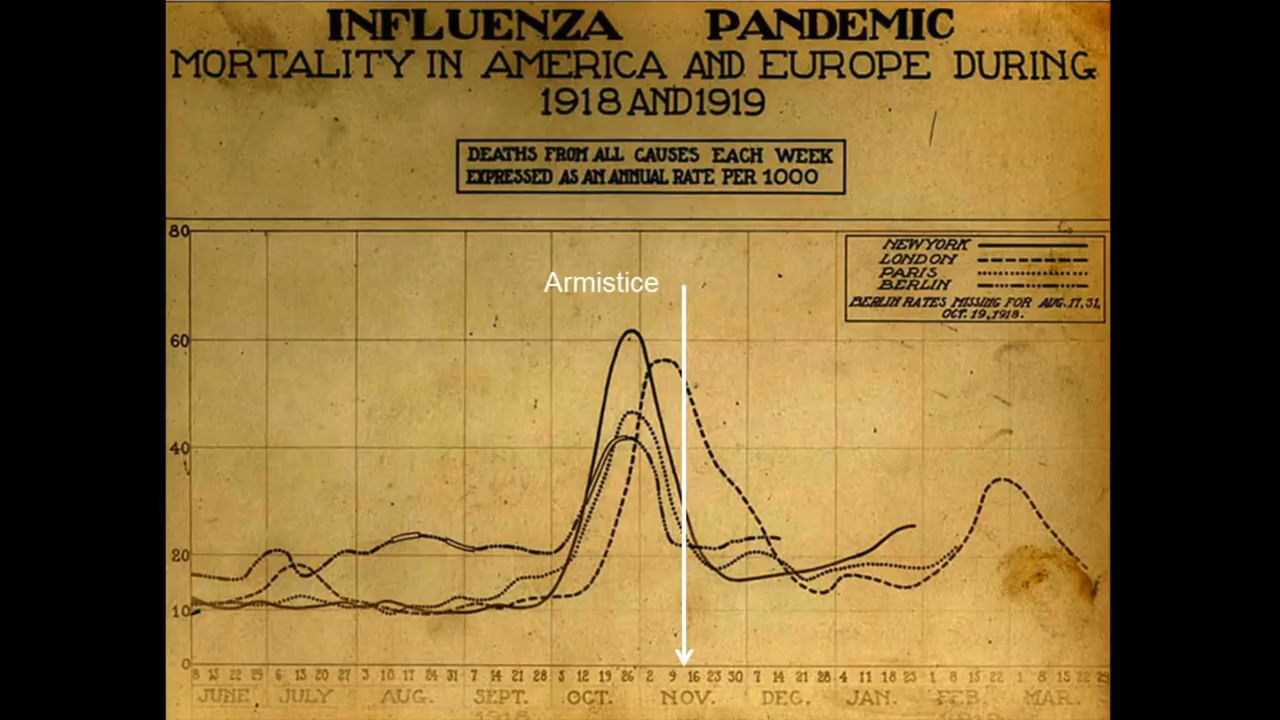 INFLUENZA PANDEMIC
MORTALITY IN AMERICA AND EUROPE DURING
1918 AND 1919
DEATHS FROM ALL CAUSES EACH WEEK
EXPRESSED AS AN ANNUAL RATE PER 1000
80
NEW YORK
LONDON
PARIS
BERLIN
BERLIN RATES MISSING FOR AUG. 17, 31,
OCT. 19, 1918.
Armistice
60
40
20
10
0
8 15 22 29 6 13 20 27 3 10 17 24 31 7 14 21 28 5 12 19 26 2 9 16 23 30 7 14 21 28 4 11 18 25 1 8 15 22 1 8 15 22 29
JUNE JULY AUG. SEPT. OCT. NOV. DEC. JAN. FEB. MAR.
1918 1919